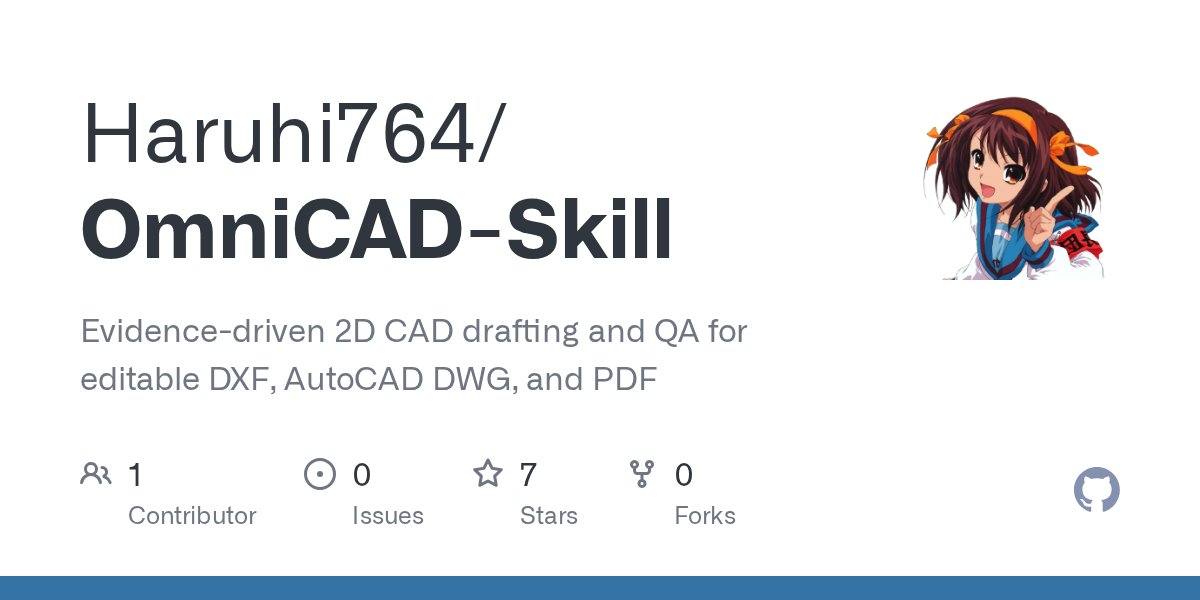 Haruhi764/
OmniCAD-Skill
Evidence-driven 2D CAD drafting and QA for
editable DXF, AutoCAD DWG, and PDF
1 0 7 0
Contributor Issues Stars Forks